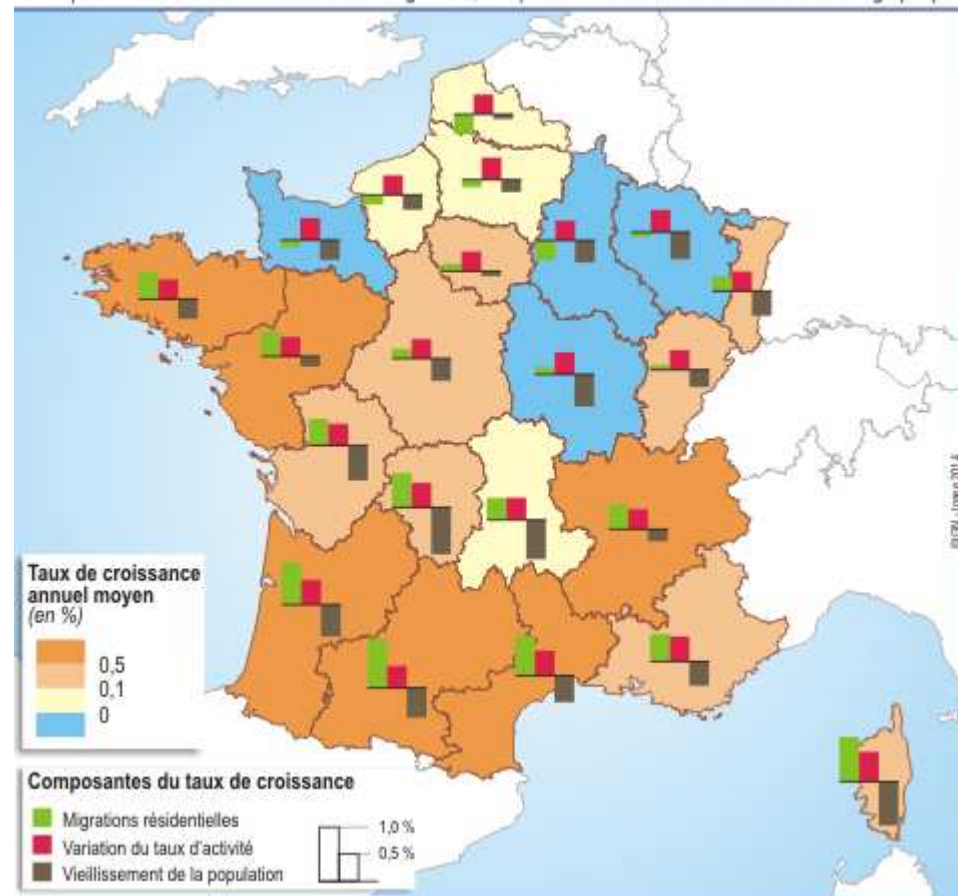 Taux de croissance
annuel moyen
(en %)
0,5
0,1
0
Composantes du taux de croissance
Migrations résidentielles
Variation du taux d'activité
Vieillissement de la population
1,0 %
0,5 %